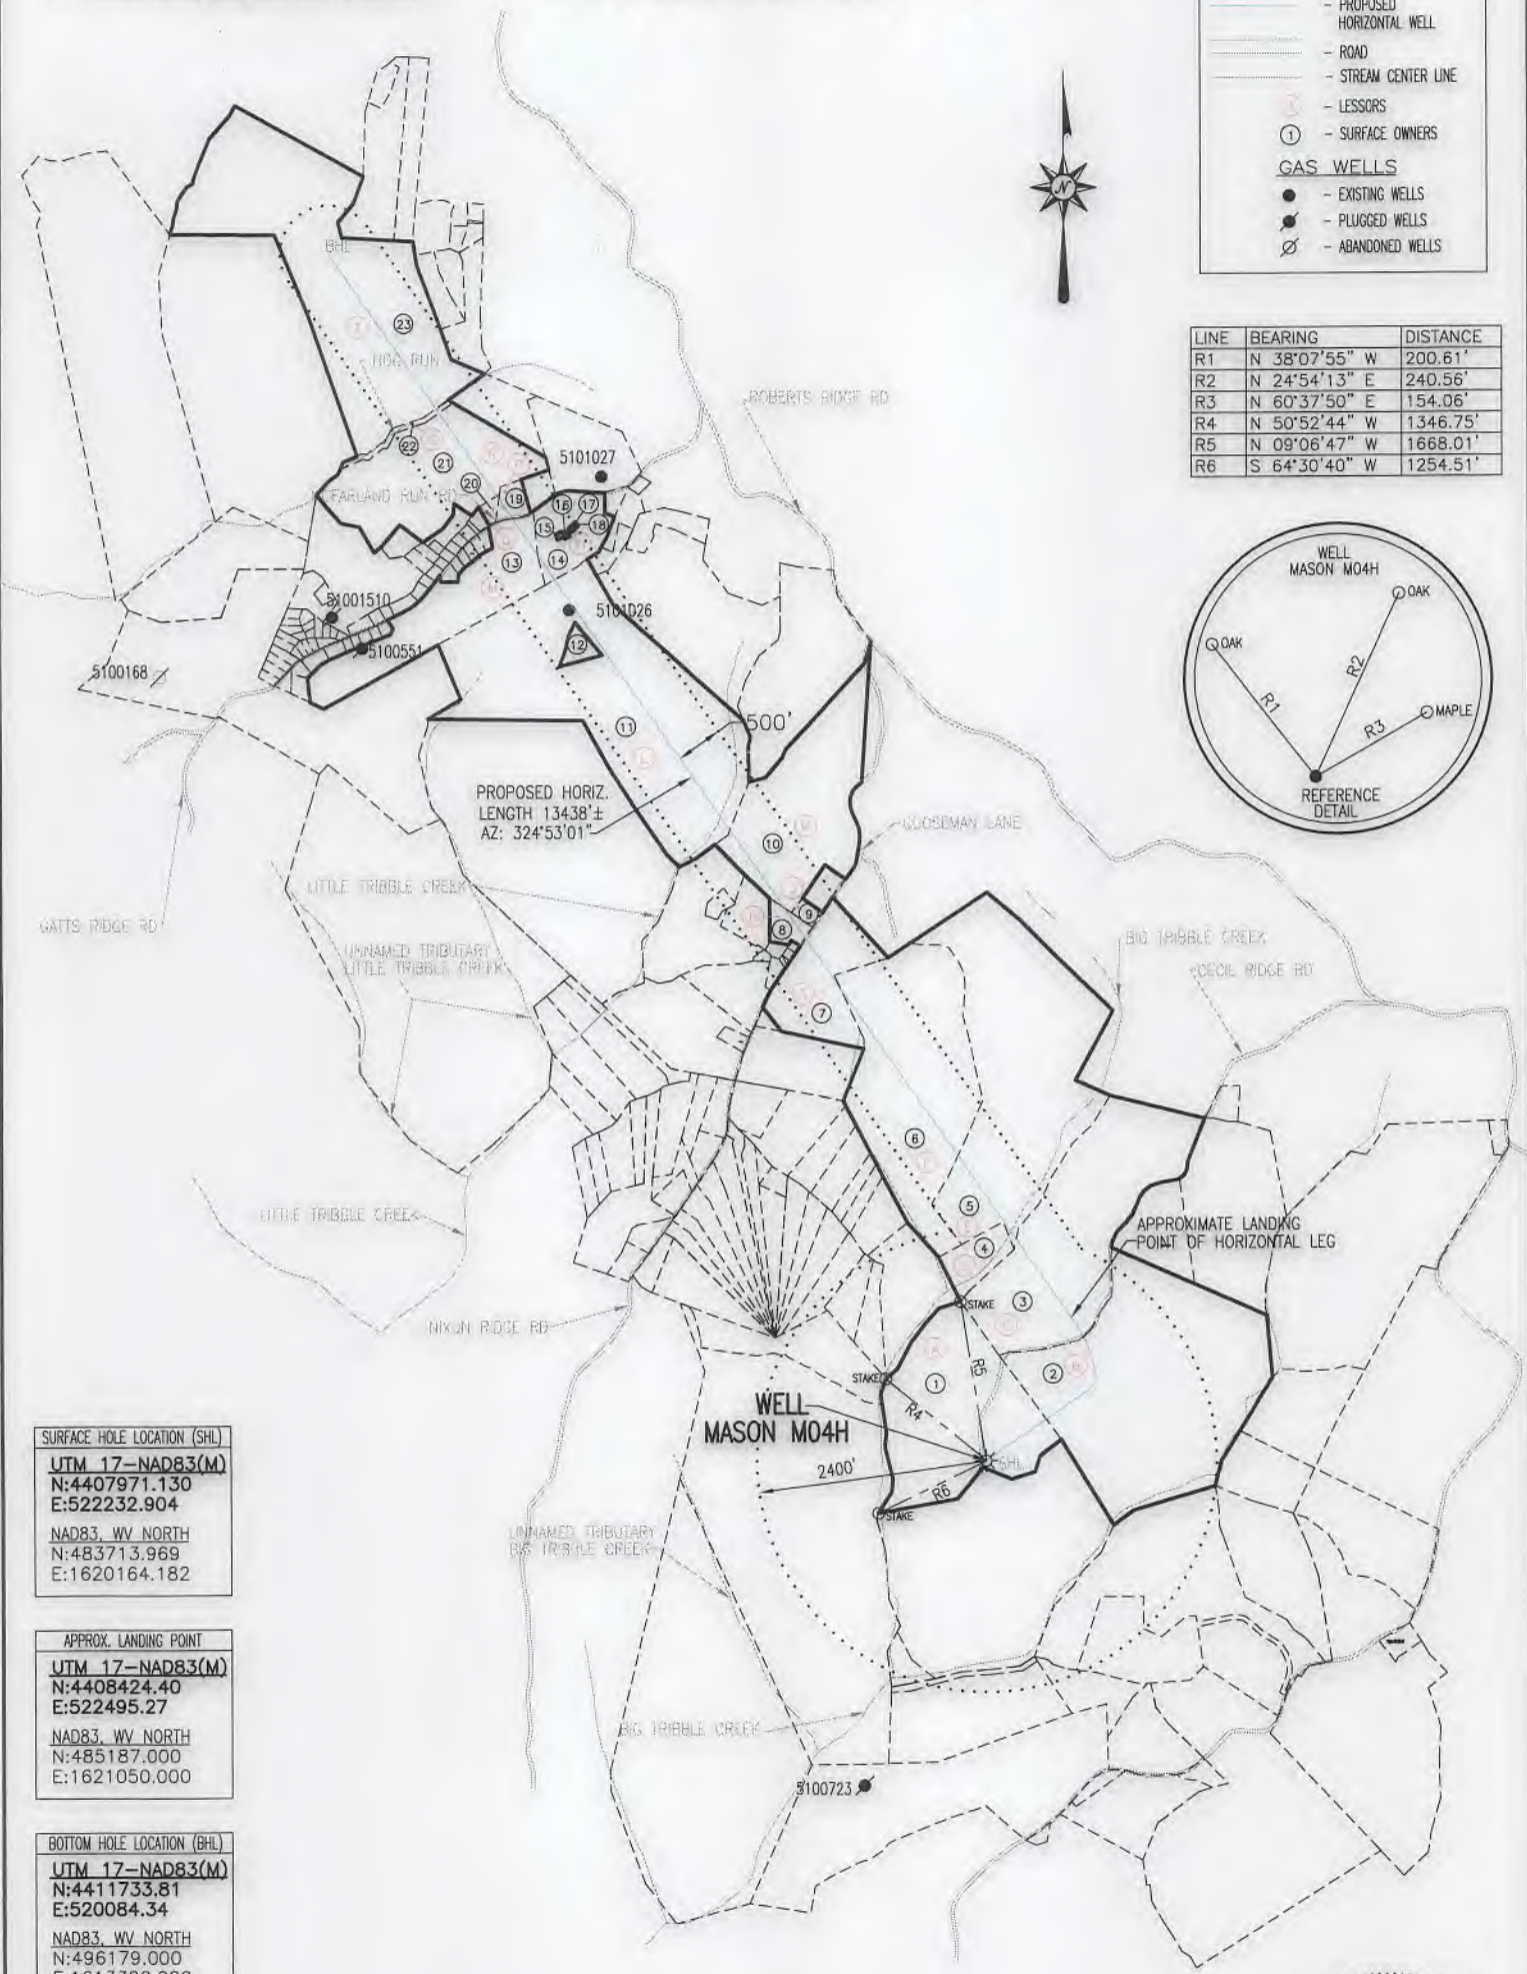 - PROPOSED
HORIZONTAL WELL
- ROAD
- STREAM CENTER LINE
- LESSORS
1 - SURFACE OWNERS
GAS WELLS
- EXISTING WELLS
- PLUGGED WELLS
- ABANDONED WELLS
N
LINE BEARING DISTANCE
R1 N 38°07'55" W 200.61'
R2 N 24°54'13" E 240.56'
R3 N 60°37'50" E 154.06'
R4 N 50°52'44" W 1346.75'
R5 N 09°06'47" W 1668.01'
R6 S 64°30'40" W 1254.51'
WELL
MASON M04H
OAK
OAK
MAPLE
R1
R2
R3
REFERENCE
DETAIL
BHL
23
HOG RUN
ROBERTS RIDGE RD
22
21
20
19
5101027
16
17
15
18
FARLAND RUN RD
13
14
51001510
5101026
12
5100551
5100168
11
L
500'
PROPOSED HORIZ.
LENGTH 13438'±
AZ: 324°53'01"
10
GOOSEMAN LANE
LITTLE TRIBBLE CREEK
GATTS RIDGE RD
9
8
UNNAMED TRIBUTARY
LITTLE TRIBBLE CREEK
BIG TRIBBLE CREEK
CECIL RIDGE RD
7
6
5
4
LITTLE TRIBBLE CREEK
APPROXIMATE LANDING
POINT OF HORIZONTAL LEG
STAKE
3
NIXON RIDGE RD
A
R5
2
B
STAKE
1
R4
WELL
MASON M04H
SHL
2400'
R6
STAKE
SURFACE HOLE LOCATION (SHL)
UTM 17-NAD83(M)
N:4407971.130
E:522232.904
NAD83, WV NORTH
N:483713.969
E:1620164.182
UNNAMED TRIBUTARY
BIG TRIBBLE CREEK
APPROX. LANDING POINT
UTM 17-NAD83(M)
N:4408424.40
E:522495.27
NAD83, WV NORTH
N:485187.000
E:1621050.000
BIG TRIBBLE CREEK
5100723
BOTTOM HOLE LOCATION (BHL)
UTM 17-NAD83(M)
N:4411733.81
E:520084.34
NAD83, WV NORTH
N:496179.000